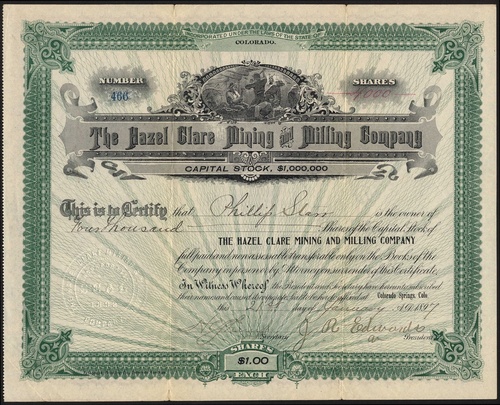 INCORPORATED UNDER THE LAWS OF THE STATE OF
COLORADO.
NUMBER
466
SHARES
The Hazel Clare Mining and Milling Company
CAPITAL STOCK, $1,000,000
This is to Certify that Phillip Starr is the owner of
Four Thousand Shares of the Capital Stock of
THE HAZEL CLARE MINING AND MILLING COMPANY
full paid and non assessable transferable only on the Books of the
Company in person or by Attorney on surrender of this Certificate.
In Witness Whereof the President and Secretary have hereunto subscribed
their names and caused the corporate Seal to be hereto affixed at Colorado Springs, Colo.
this day of January 1897
J. R. Edwards
Secretary
President
SHARES
$1.00
EACH